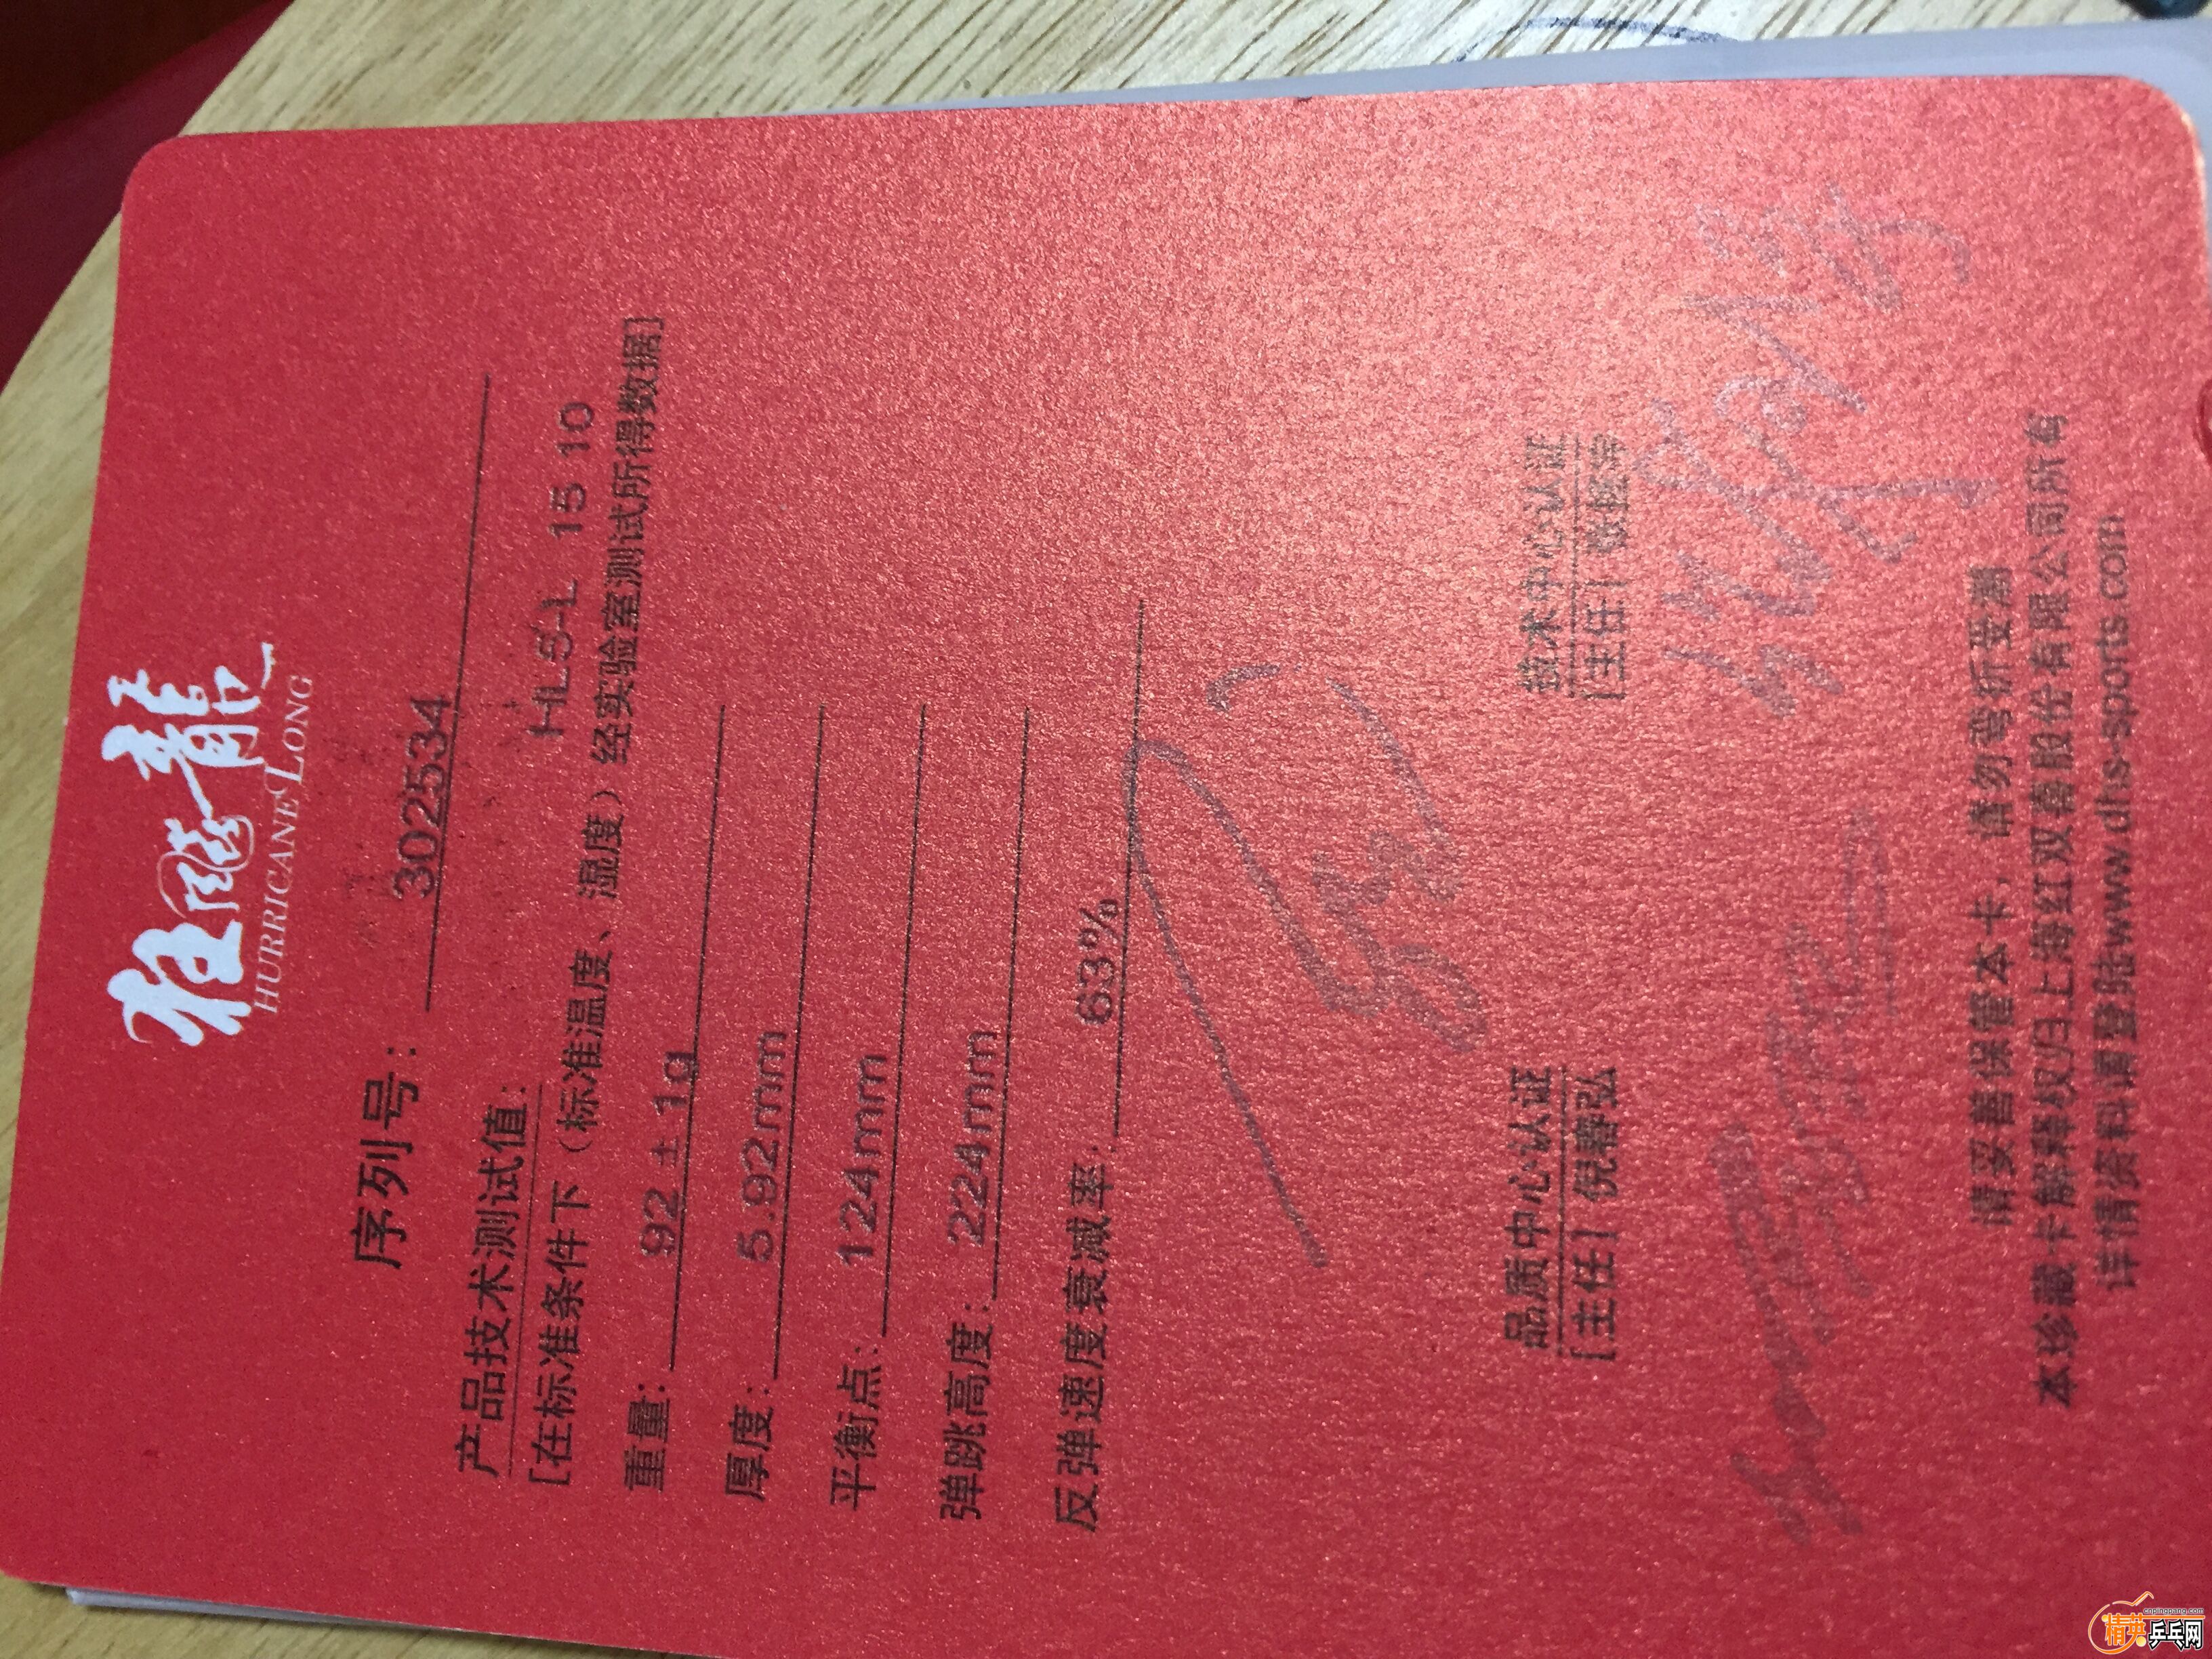 狂飚龍
HURRICANE LONG
序列号: 302534
产品技术测试值: HLS-L 15 10
[在标准条件下（标准温度、湿度）经实验室测试所得数据]
重量: 92 ± 1g
厚度: 5.92mm
平衡点: 124mm
弹跳高度: 224mm
反弹速度衰减率: 63%
品质中心认证 技术中心认证
[主任] 倪春弘 [主任]
请妥善保管本卡，请勿弯折受潮
本珍藏卡解释权归上海红双喜股份有限公司所有
详情资料请登陆www.dhs-sports.com
cnpingpang.com
精英乒乓网